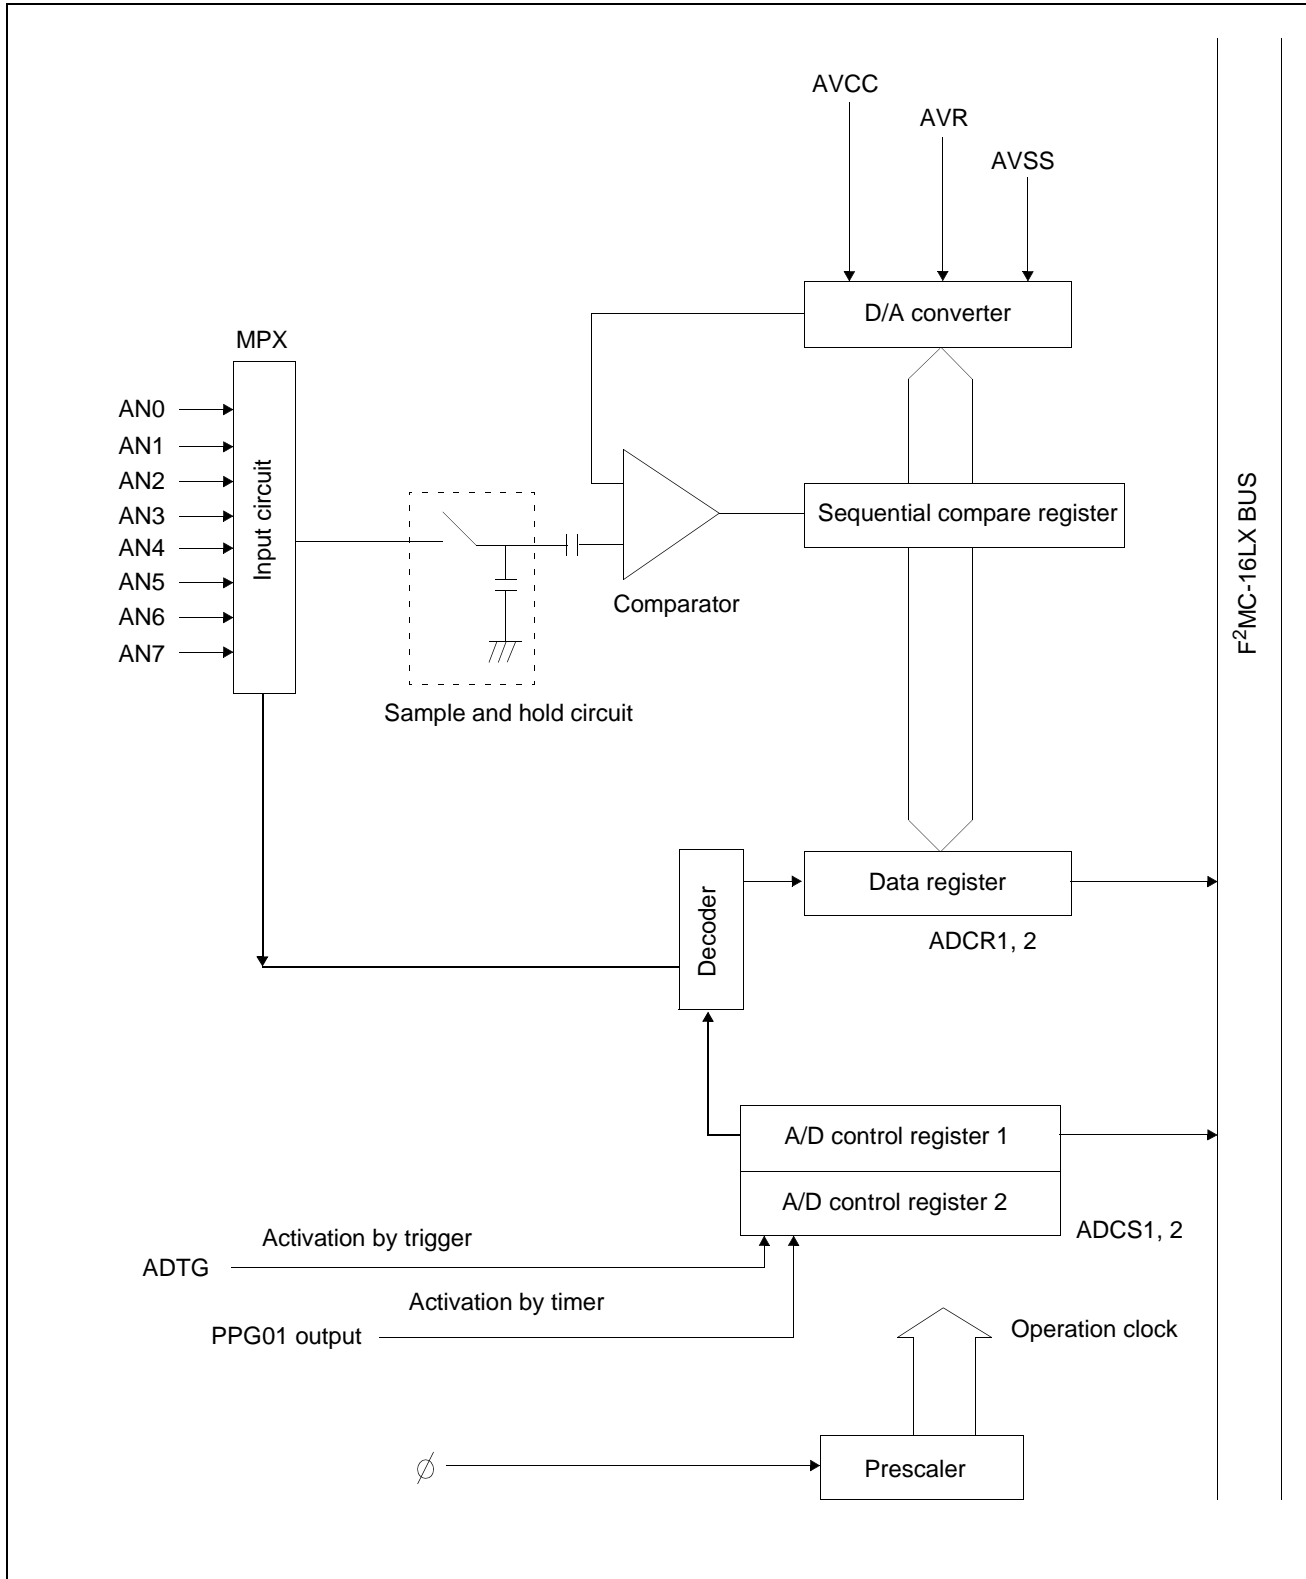 AVCC
AVR
AVSS
D/A converter
MPX
AN0
AN1
AN2
AN3
AN4
AN5
AN6
AN7
Input circuit
Sequential compare register
Comparator
Sample and hold circuit
F²MC-16LX BUS
Decoder
Data register
ADCR1, 2
A/D control register 1
A/D control register 2
ADCS1, 2
Activation by trigger
ADTG
Activation by timer
PPG01 output
Operation clock
ϕ
Prescaler